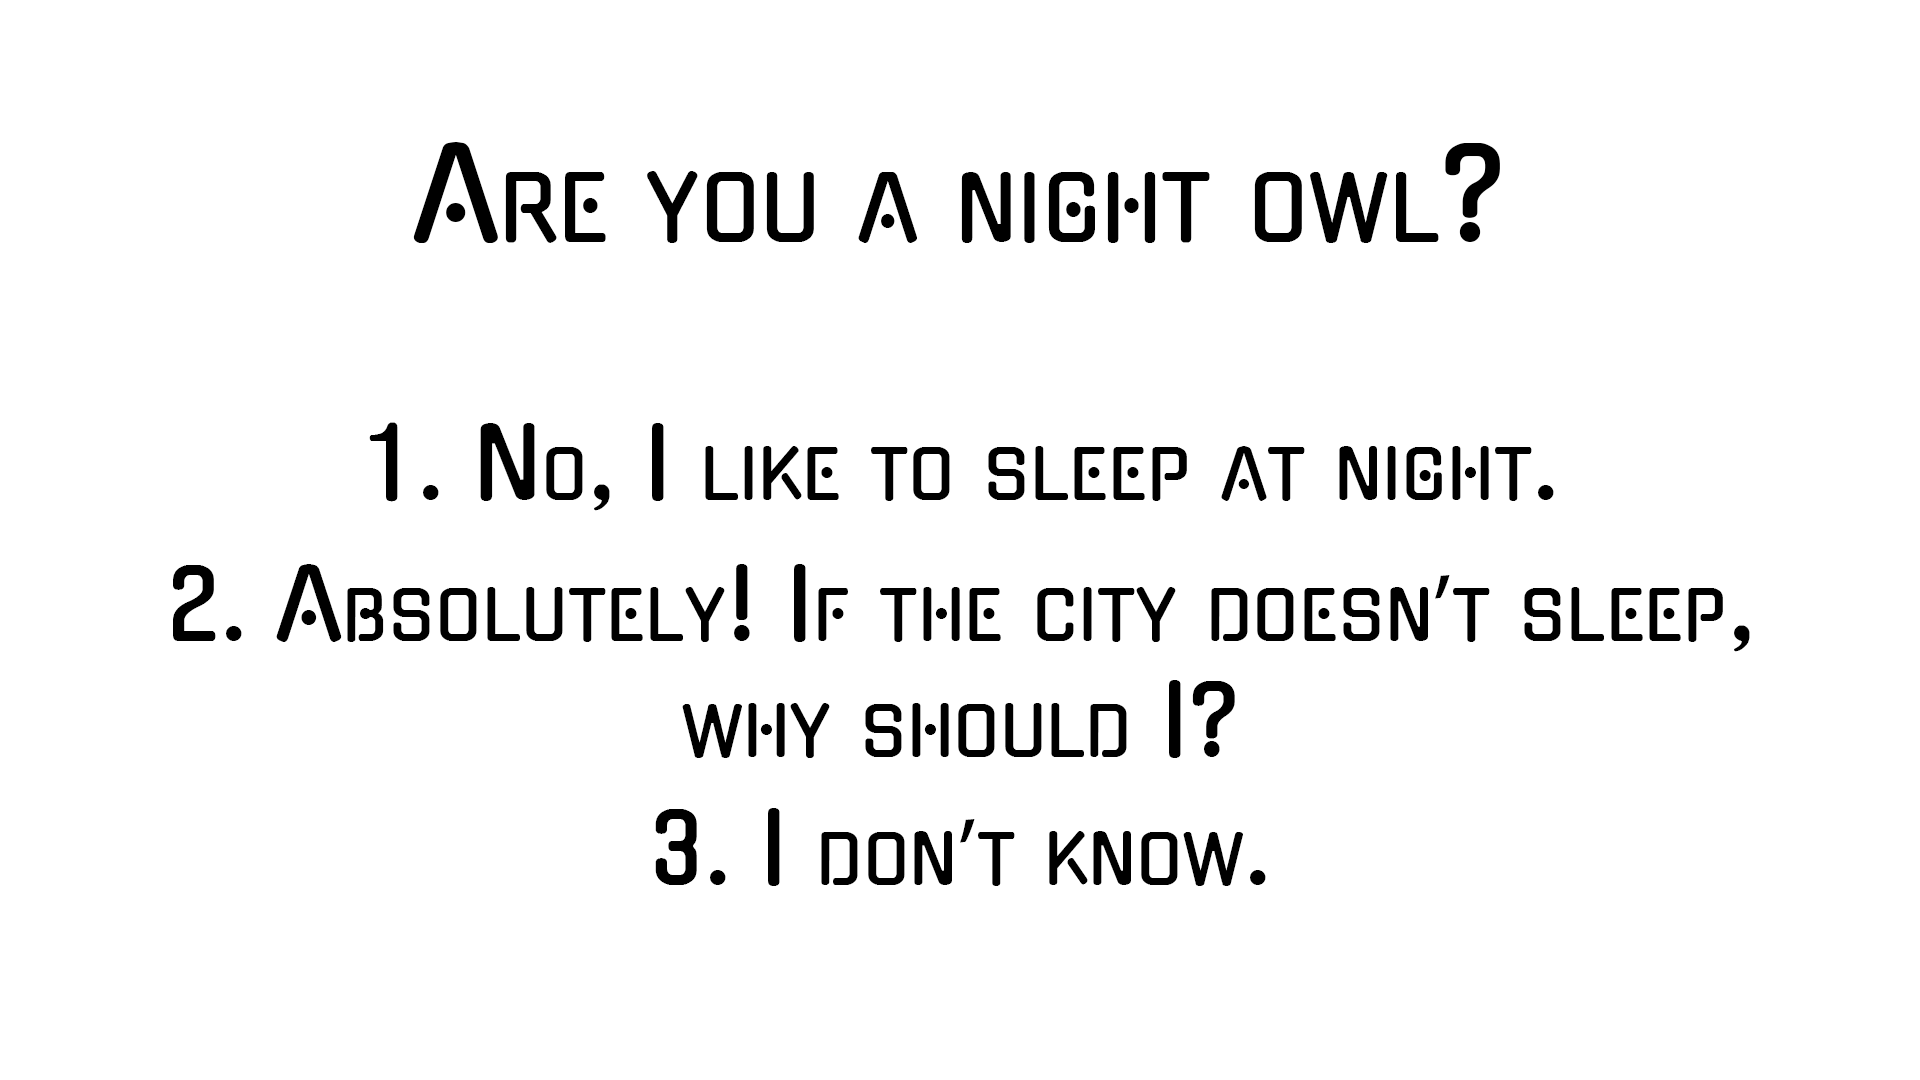 Are you a night owl?
1. No, I like to sleep at night.
2. Absolutely! If the city doesn't sleep,
why should I?
3. I don't know.